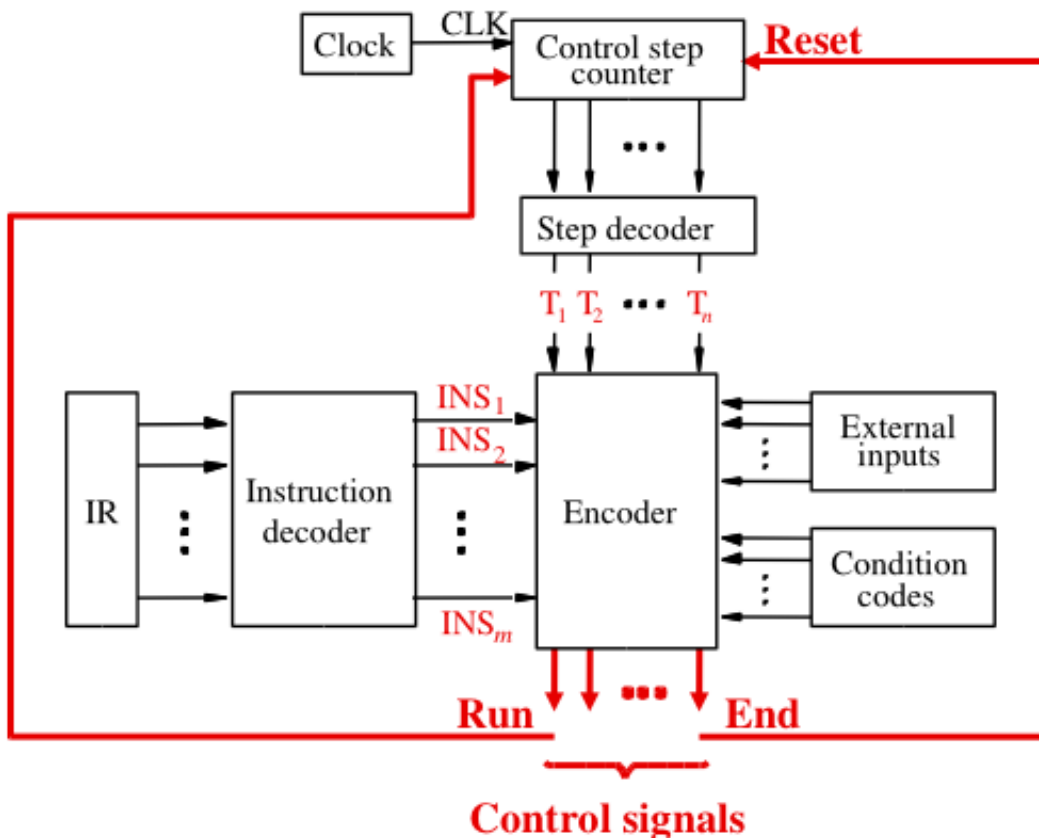 Clock
CLK
Control step
counter
Reset
Step decoder
T1 T2 ... Tn
IR
Instruction
decoder
INS1
INS2
INSm
Encoder
External
inputs
Condition
codes
Run
End
Control signals